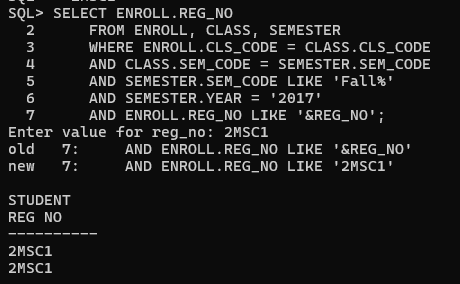 SQL> SELECT ENROLL.REG_NO
2 FROM ENROLL, CLASS, SEMESTER
3 WHERE ENROLL.CLS_CODE = CLASS.CLS_CODE
4 AND CLASS.SEM_CODE = SEMESTER.SEM_CODE
5 AND SEMESTER.SEM_CODE LIKE 'Fall%'
6 AND SEMESTER.YEAR = '2017'
7 AND ENROLL.REG_NO LIKE '&REG_NO';
Enter value for reg_no: 2MSC1
old 7: AND ENROLL.REG_NO LIKE '&REG_NO'
new 7: AND ENROLL.REG_NO LIKE '2MSC1'
STUDENT
REG NO
----------
2MSC1
2MSC1